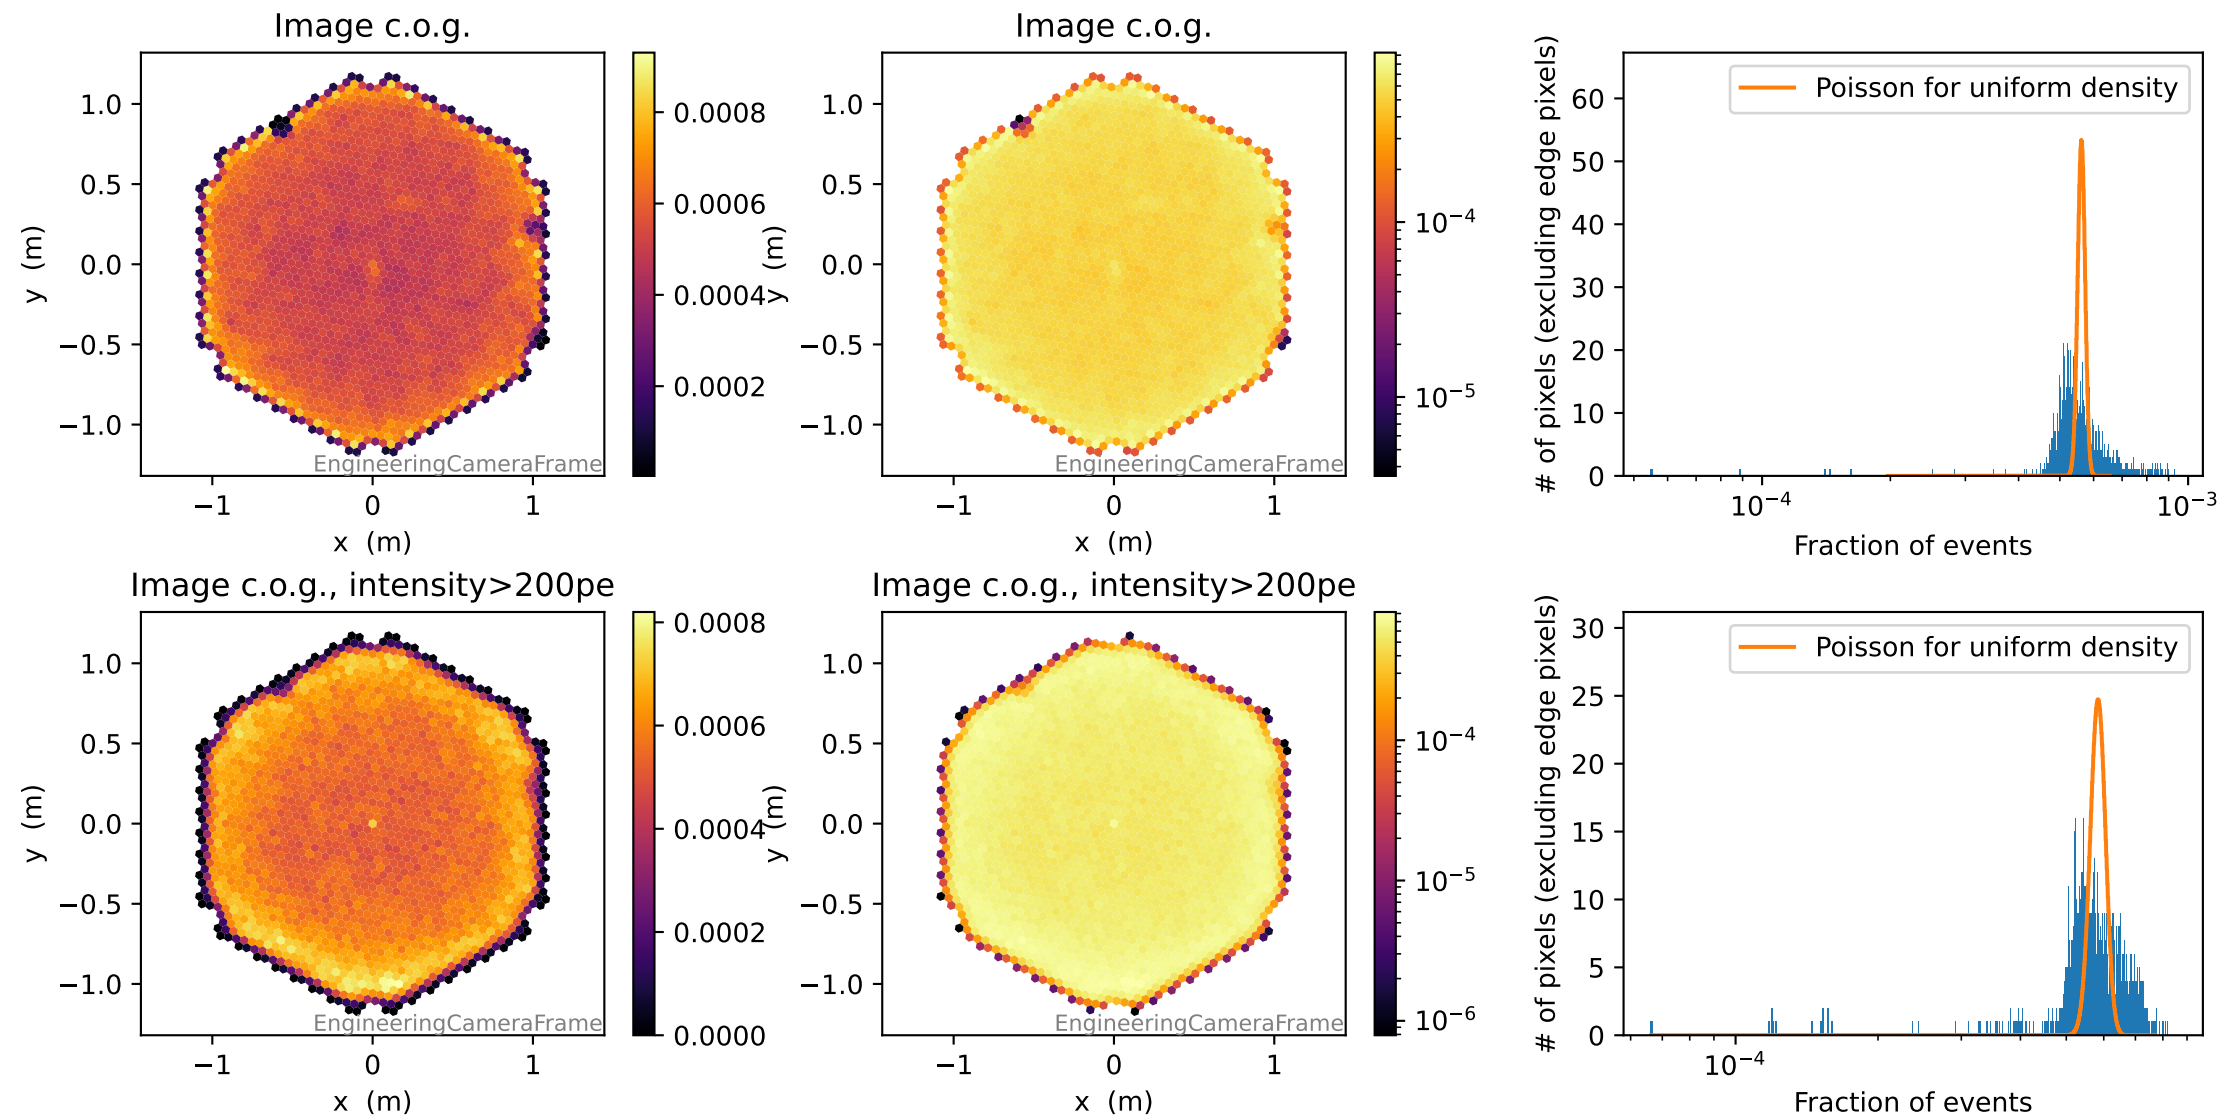 Image c.o.g.
1.0
0.5
0.0
−0.5
−1.0
y (m)
−1
0
1
x (m)
EngineeringCameraFrame
0.0008
0.0006
0.0004
0.0002
Image c.o.g.
1.0
0.5
0.0
−0.5
−1.0
y (m)
−1
0
1
x (m)
EngineeringCameraFrame
10⁻⁴
10⁻⁵
Poisson for uniform density
60
50
40
30
20
10
0
# of pixels (excluding edge pixels)
10⁻⁴
10⁻³
Fraction of events
Image c.o.g., intensity>200pe
1.0
0.5
0.0
−0.5
−1.0
y (m)
−1
0
1
x (m)
EngineeringCameraFrame
0.0008
0.0006
0.0004
0.0002
0.0000
Image c.o.g., intensity>200pe
1.0
0.5
0.0
−0.5
−1.0
y (m)
−1
0
1
x (m)
EngineeringCameraFrame
10⁻⁴
10⁻⁵
10⁻⁶
Poisson for uniform density
30
25
20
15
10
5
0
# of pixels (excluding edge pixels)
10⁻⁴
Fraction of events